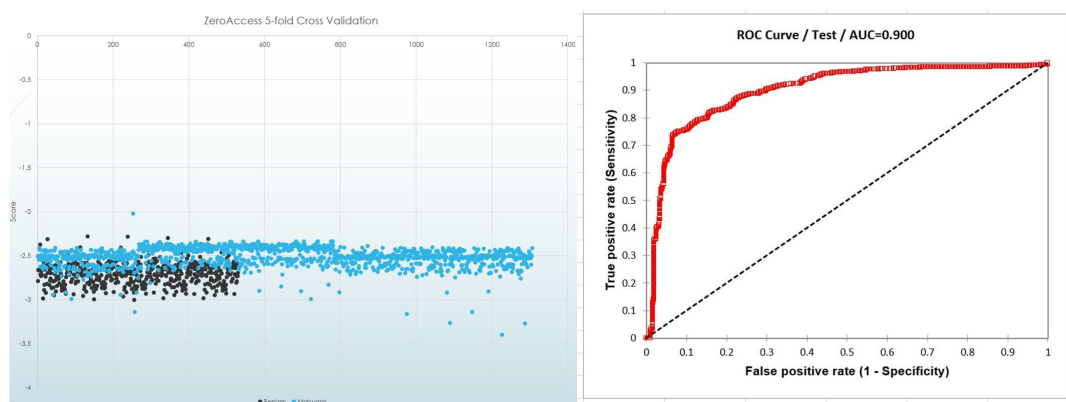 ZeroAccess 5-fold Cross Validation
0 200 400 600 800 1000 1200 1400
0
-0.5
-1
-1.5
-2
-2.5
-3
-3.5
-4
Score
Benign Malware
ROC Curve / Test / AUC=0.900
1
0.9
0.8
0.7
0.6
0.5
0.4
0.3
0.2
0.1
0
True positive rate (Sensitivity)
0 0.1 0.2 0.3 0.4 0.5 0.6 0.7 0.8 0.9 1
False positive rate (1 - Specificity)